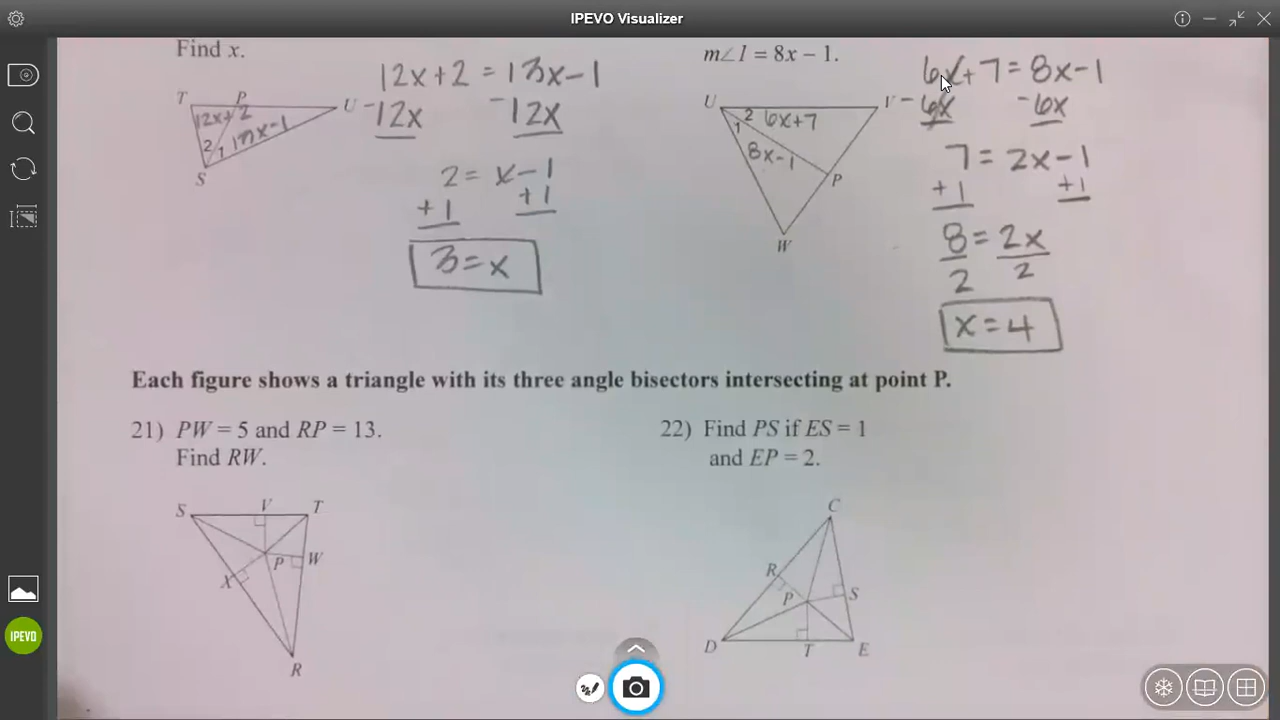 IPEVO Visualizer
Find x.
12x+2 = 13x-1
-12x -12x
2 = x-1
+1 +1
3 = x
T P U
12x+2
13x-1
2 1
S
m∠1 = 8x − 1.
6x+7 = 8x-1
-6x -6x
7 = 2x-1
+1 +1
8 = 2x
2 2
x = 4
U V
2 6x+7
1
8x-1
P
W
Each figure shows a triangle with its three angle bisectors intersecting at point P.
21) PW = 5 and RP = 13.
Find RW.
S V T
P W
X
R
22) Find PS if ES = 1
and EP = 2.
C
R
P S
D T E
IPEVO